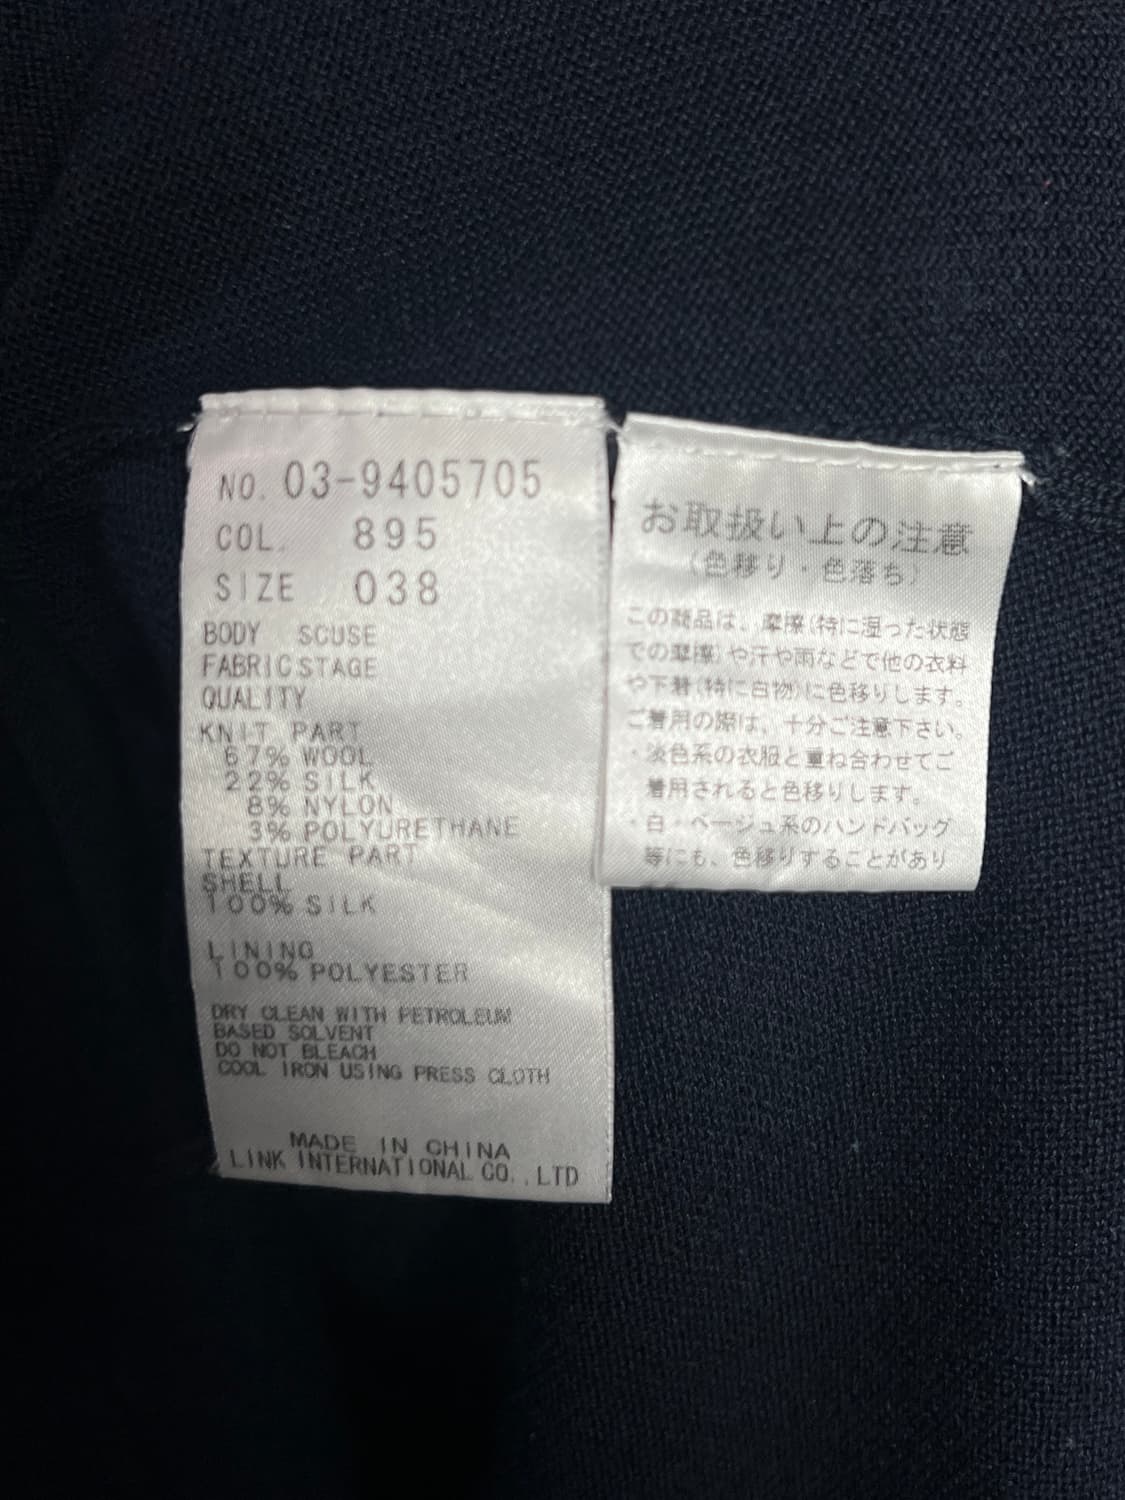 NO. 03-9405705
COL. 895
SIZE 038
BODY SCUSE
FABRIC STAGE
QUALITY
KNIT PART
67% WOOL
22% SILK
8% NYLON
3% POLYURETHANE
TEXTURE PART
SHELL
100% SILK
LINING
100% POLYESTER
DRY CLEAN WITH PETROLEUM
BASED SOLVENT
DO NOT BLEACH
COOL IRON USING PRESS CLOTH
MADE IN CHINA
LINK INTERNATIONAL CO.,LTD
お取扱い上の注意
(色移り・色落ち)
この商品は、摩擦(特に湿った状態
での摩擦)や汗や雨などで他の衣料
や下着(特に白物)に色移りします。
ご着用の際は、十分ご注意下さい。
・淡色系の衣服と重ね合わせてご
着用されると色移りします。
・白・ベージュ系のハンドバッグ
等にも、色移りすることがあり